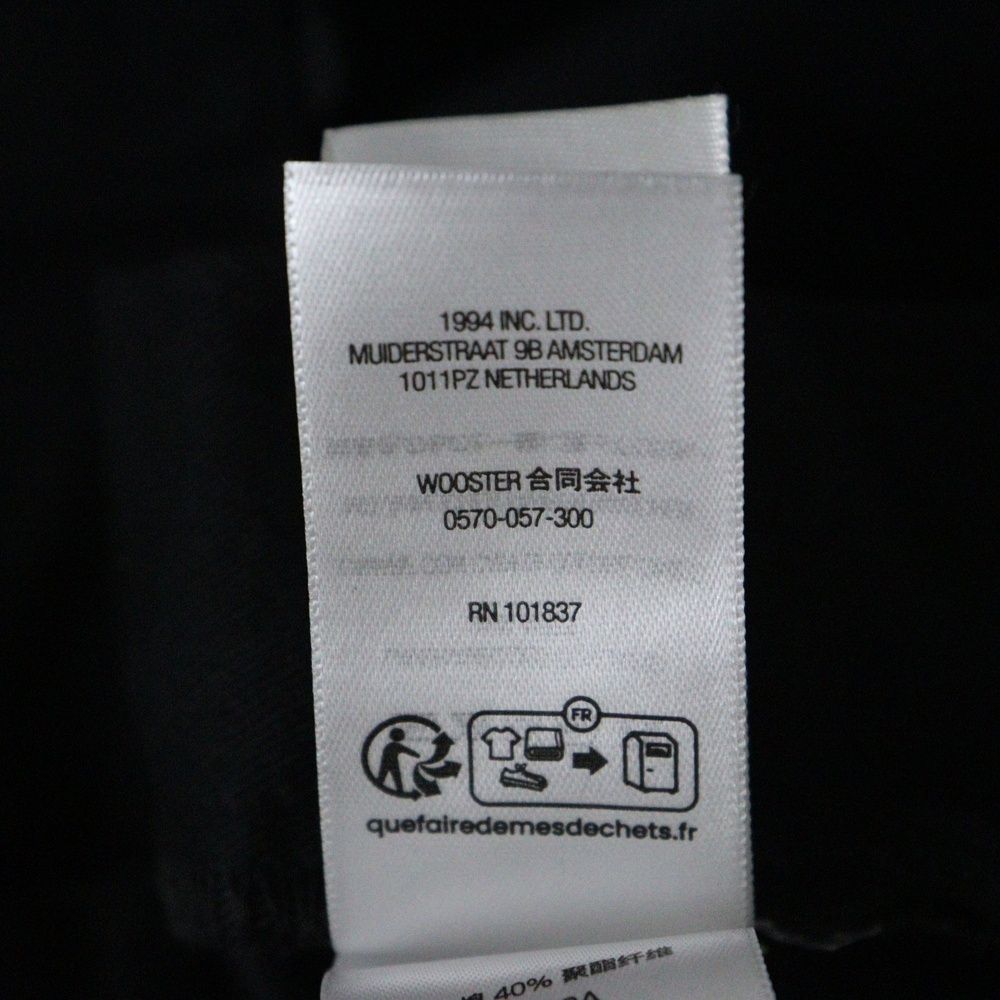 1994 INC. LTD.
MUIDERSTRAAT 9B AMSTERDAM
1011PZ NETHERLANDS
WOOSTER 合同会社
0570-057-300
RN 101837
FR
quefairedemesdechets.fr
40% 聚酯纤维